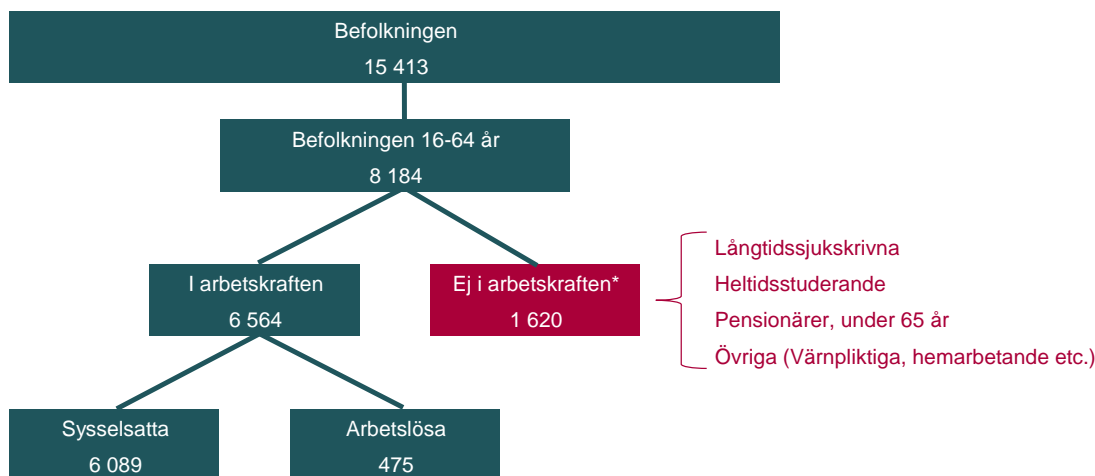 Befolkningen
15 413
Befolkningen 16-64 år
8 184
I arbetskraften
6 564
Ej i arbetskraften*
1 620
Långtidssjukskrivna
Heltidsstuderande
Pensionärer, under 65 år
Övriga (Värnpliktiga, hemarbetande etc.)
Sysselsatta
6 089
Arbetslösa
475